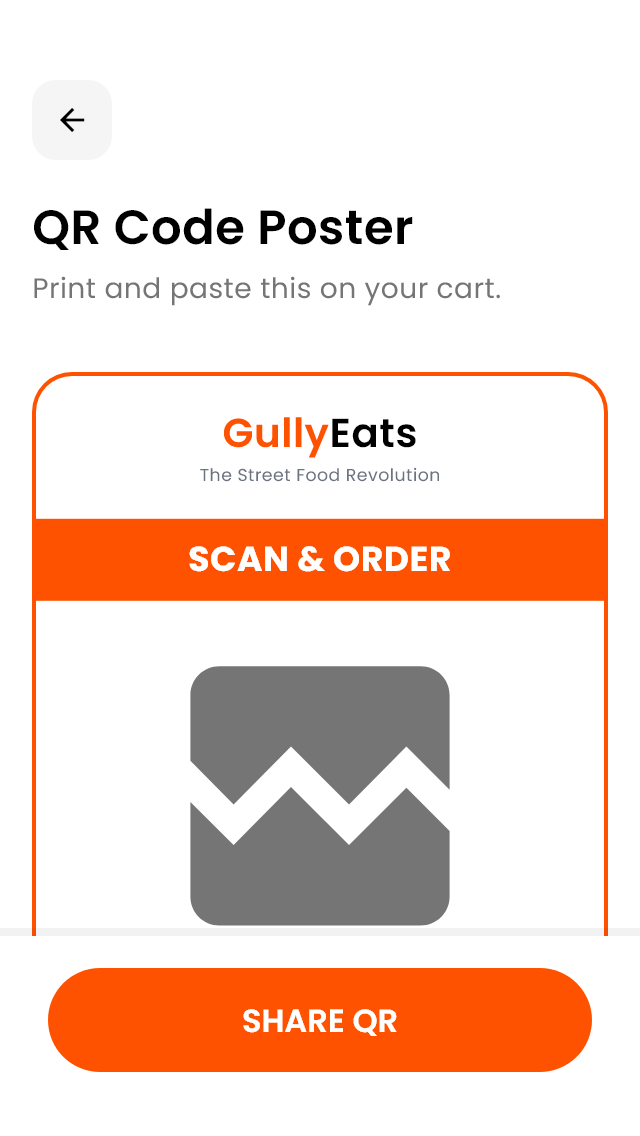 QR Code Poster
Print and paste this on your cart.
GullyEats
The Street Food Revolution
SCAN & ORDER
SHARE QR